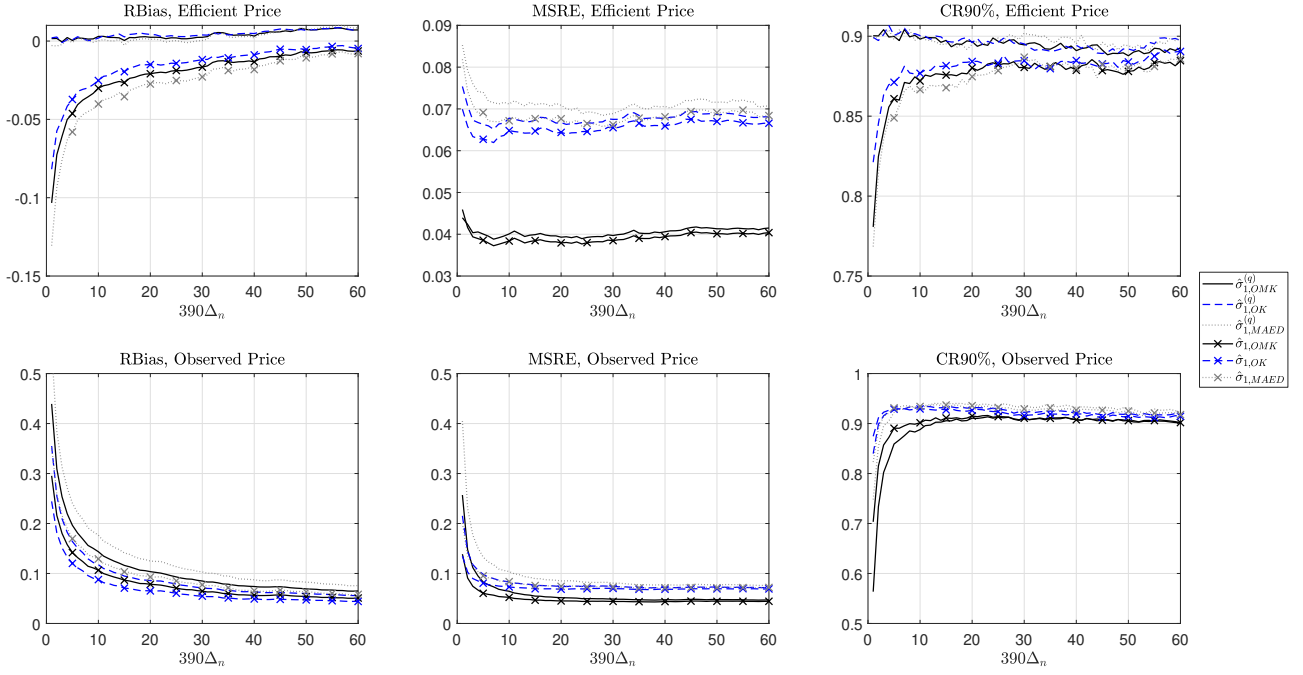 RBias, Efficient Price
MSRE, Efficient Price
CR90%, Efficient Price
0
-0.05
-0.1
-0.15
0 10 20 30 40 50 60
390Δₙ
0.09
0.08
0.07
0.06
0.05
0.04
0.03
0 10 20 30 40 50 60
390Δₙ
0.9
0.85
0.8
0.75
0 10 20 30 40 50 60
390Δₙ
σ̂^{(q)}_{1,OMK}
σ̂^{(q)}_{1,OK}
σ̂^{(q)}_{1,MAED}
σ̂_{1,OMK}
σ̂_{1,OK}
σ̂_{1,MAED}
RBias, Observed Price
MSRE, Observed Price
CR90%, Observed Price
0.5
0.4
0.3
0.2
0.1
0
0 10 20 30 40 50 60
390Δₙ
0.5
0.4
0.3
0.2
0.1
0
0 10 20 30 40 50 60
390Δₙ
1
0.9
0.8
0.7
0.6
0.5
0 10 20 30 40 50 60
390Δₙ